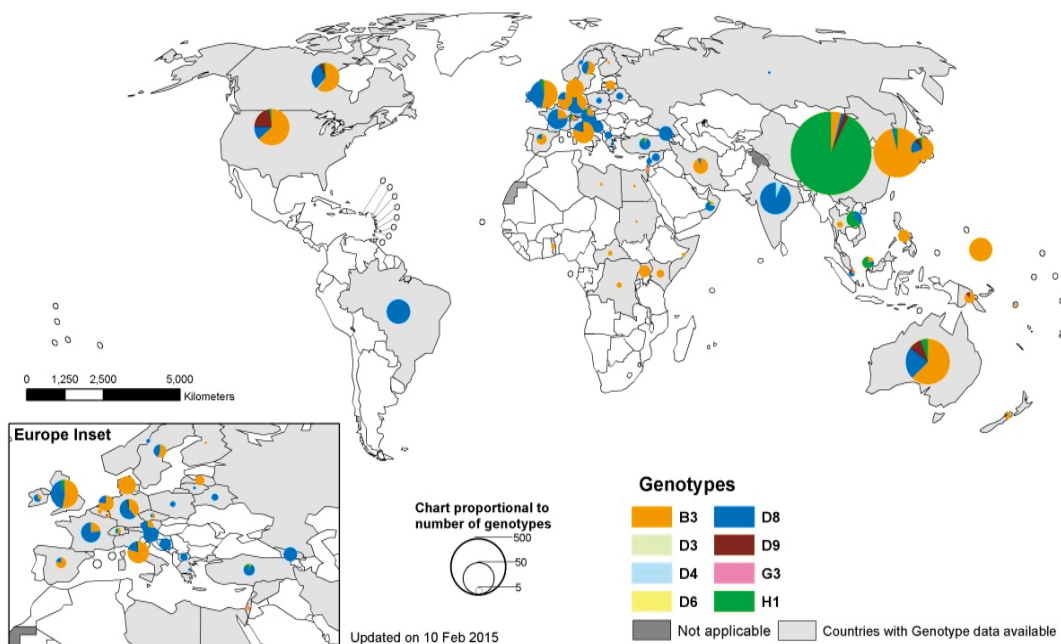 0 1,250 2,500 5,000
Kilometers
Europe Inset
Chart proportional to
number of genotypes
500
50
5
Updated on 10 Feb 2015
Genotypes
B3 D8
D3 D9
D4 G3
D6 H1
Not applicable Countries with Genotype data available